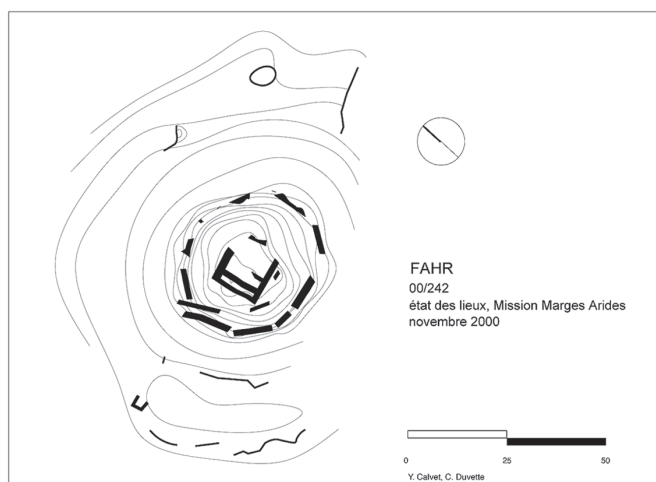 FAHR
00/242
état des lieux, Mission Marges Arides
novembre 2000
0 25 50
Y. Calvet, C. Duvette